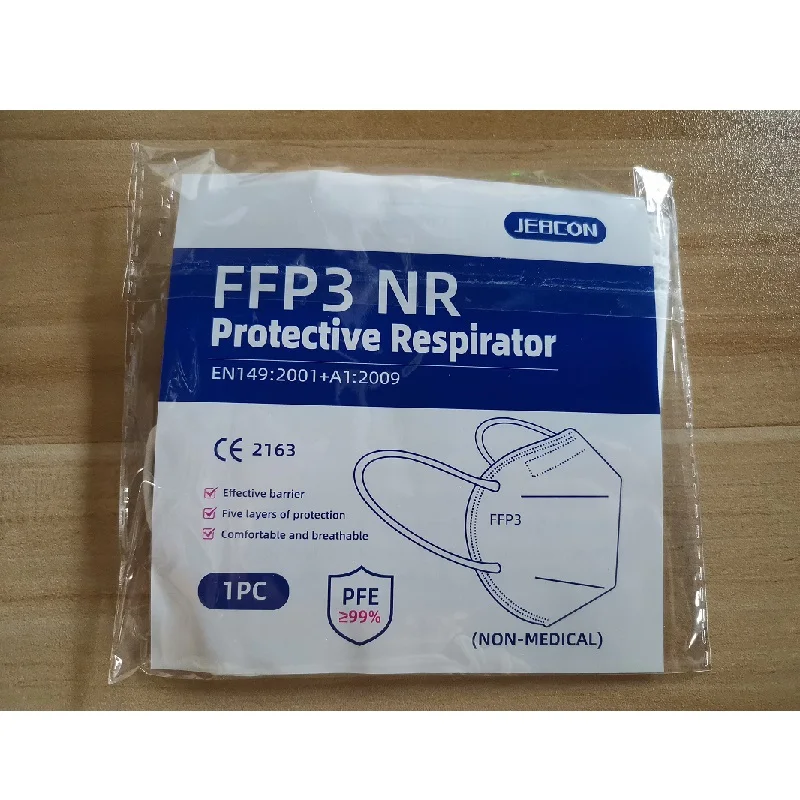 JEACON
FFP3 NR
Protective Respirator
EN149:2001+A1:2009
CE 2163
Effective barrier
Five layers of protection
Comfortable and breathable
FFP3
1PC
PFE
≥99%
(NON-MEDICAL)